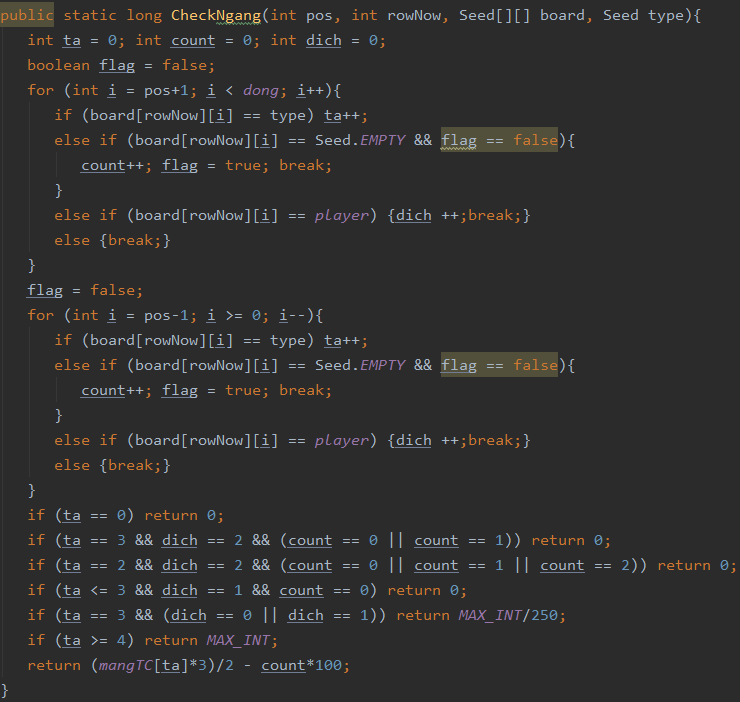 public static long CheckNgang(int pos, int rowNow, Seed[][] board, Seed type){
int ta = 0; int count = 0; int dich = 0;
boolean flag = false;
for (int i = pos+1; i < dong; i++){
if (board[rowNow][i] == type) ta++;
else if (board[rowNow][i] == Seed.EMPTY && flag == false){
count++; flag = true; break;
}
else if (board[rowNow][i] == player) {dich ++;break;}
else {break;}
}
flag = false;
for (int i = pos-1; i >= 0; i--){
if (board[rowNow][i] == type) ta++;
else if (board[rowNow][i] == Seed.EMPTY && flag == false){
count++; flag = true; break;
}
else if (board[rowNow][i] == player) {dich ++;break;}
else {break;}
}
if (ta == 0) return 0;
if (ta == 3 && dich == 2 && (count == 0 || count == 1)) return 0;
if (ta == 2 && dich == 2 && (count == 0 || count == 1 || count == 2)) return 0;
if (ta <= 3 && dich == 1 && count == 0) return 0;
if (ta == 3 && (dich == 0 || dich == 1)) return MAX_INT/250;
if (ta >= 4) return MAX_INT;
return (mangTC[ta]*3)/2 - count*100;
}